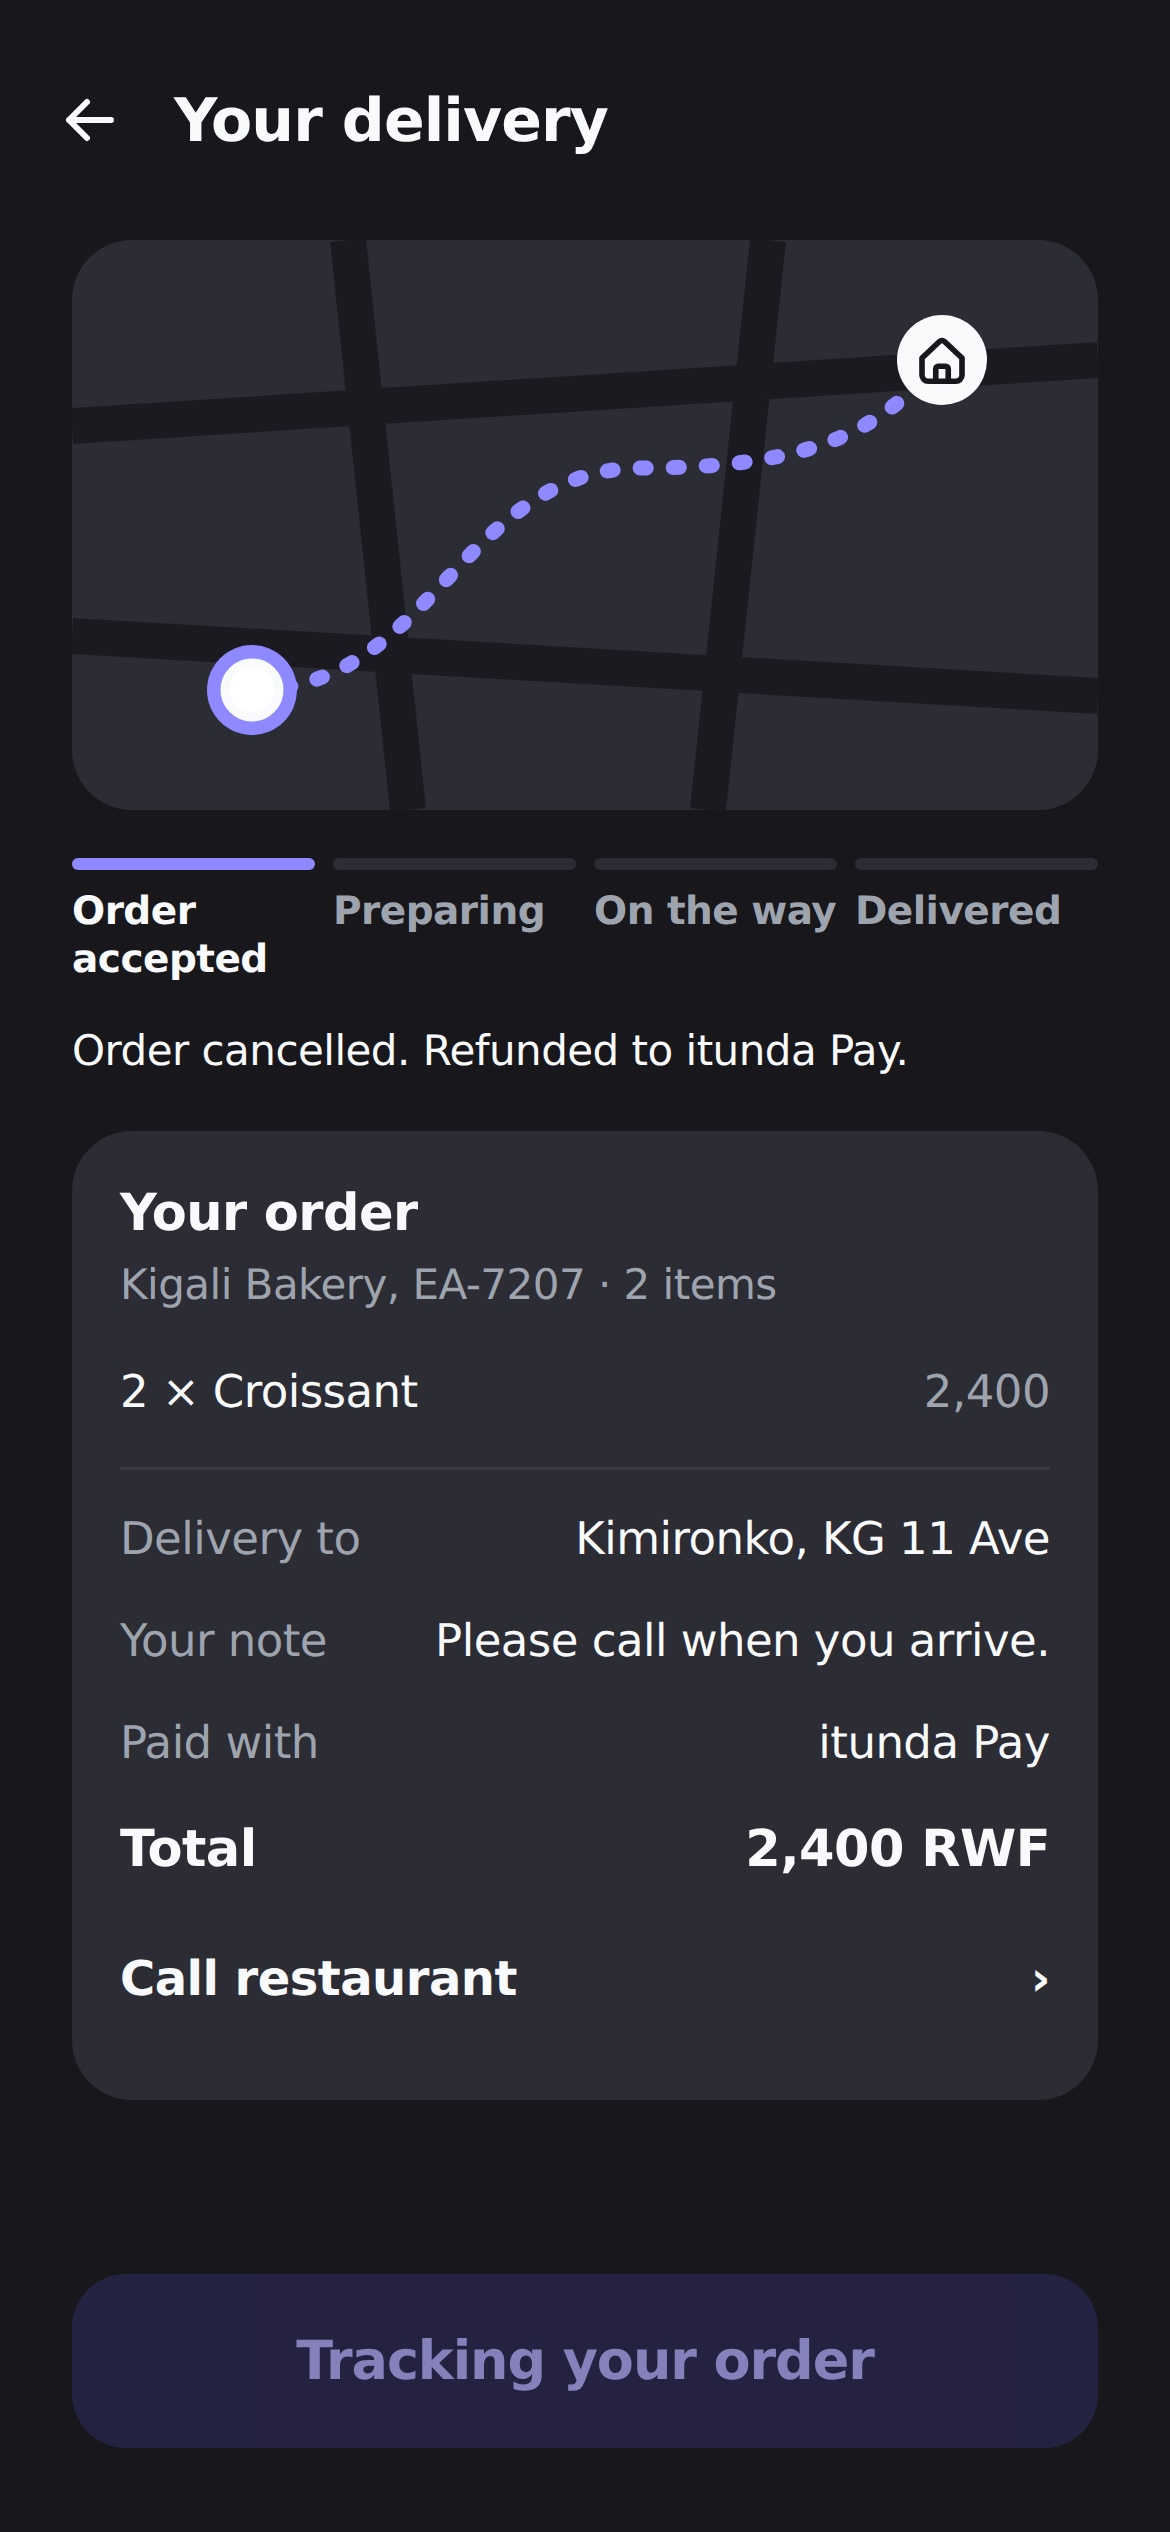 Your delivery
Order
accepted
Preparing
On the way
Delivered
Order cancelled. Refunded to itunda Pay.
Your order
Kigali Bakery, EA-7207 · 2 items
2 × Croissant 2,400
Delivery to Kimironko, KG 11 Ave
Your note Please call when you arrive.
Paid with itunda Pay
Total 2,400 RWF
Call restaurant ›
Tracking your order